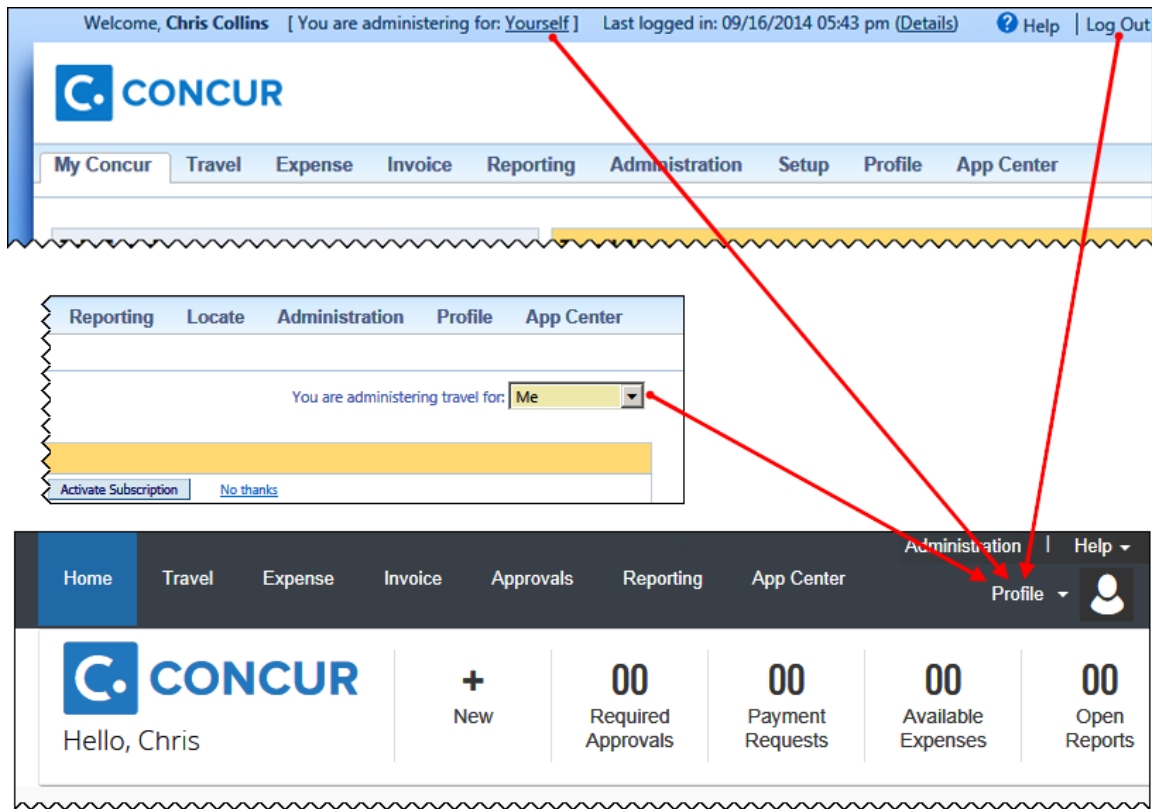 Welcome, Chris Collins [ You are administering for: Yourself ] Last logged in: 09/16/2014 05:43 pm (Details) ? Help | Log Out
C. CONCUR
My Concur Travel Expense Invoice Reporting Administration Setup Profile App Center
Reporting Locate Administration Profile App Center
You are administering travel for: Me
Activate Subscription No thanks
Administration | Help
Home Travel Expense Invoice Approvals Reporting App Center
Profile
C. CONCUR
Hello, Chris
+
New
00
Required
Approvals
00
Payment
Requests
00
Available
Expenses
00
Open
Reports